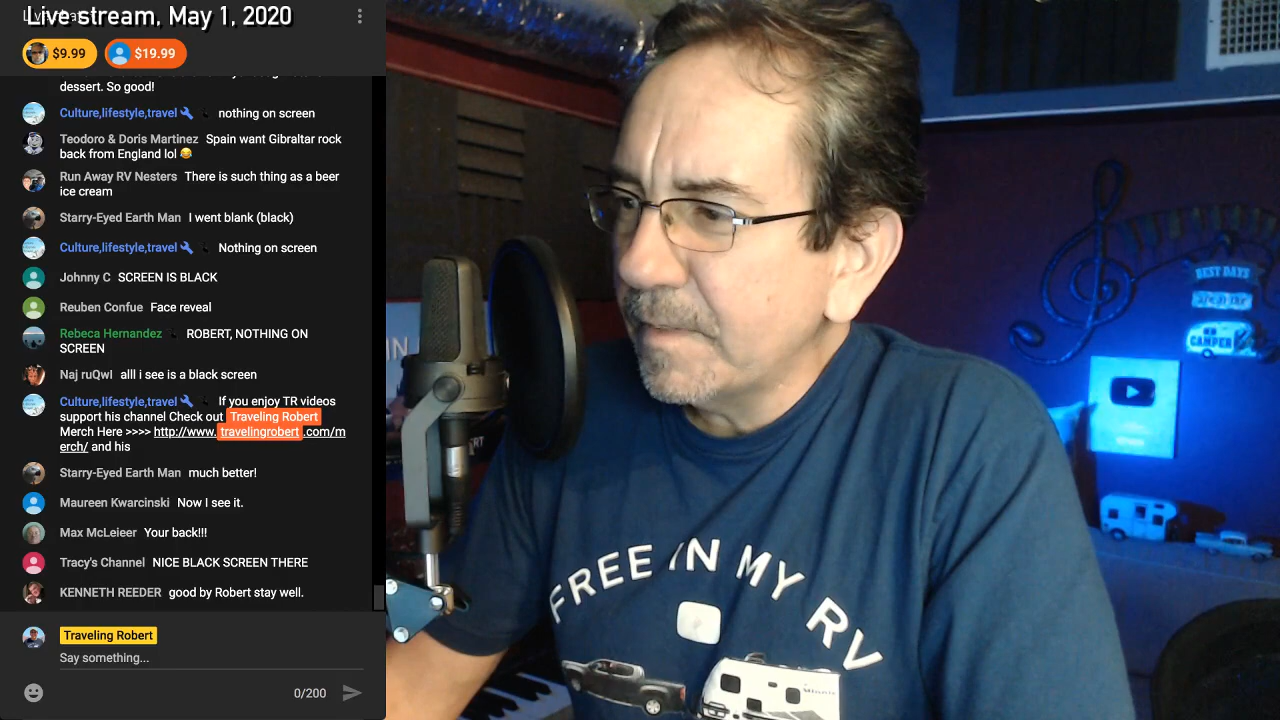 Live stream, May 1, 2020
$9.99 $19.99
dessert. So good!
Culture,lifestyle,travel nothing on screen
Teodoro & Doris Martinez Spain want Gibraltar rock
back from England lol 😂
Run Away RV Nesters There is such thing as a beer
ice cream
Starry-Eyed Earth Man I went blank (black)
Culture,lifestyle,travel Nothing on screen
Johnny C SCREEN IS BLACK
Reuben Confue Face reveal
Rebeca Hernandez ROBERT, NOTHING ON
SCREEN
Naj ruQwl alll i see is a black screen
Culture,lifestyle,travel If you enjoy TR videos
support his channel Check out Traveling Robert
Merch Here >>>> http://www.travelingrobert.com/m
erch/ and his
Starry-Eyed Earth Man much better!
Maureen Kwarcinski Now I see it.
Max McLeieer Your back!!!
Tracy's Channel NICE BLACK SCREEN THERE
KENNETH REEDER good by Robert stay well.
Traveling Robert
Say something...
0/200
BEST DAYS
CAMPER
IN
FREE IN MY RV